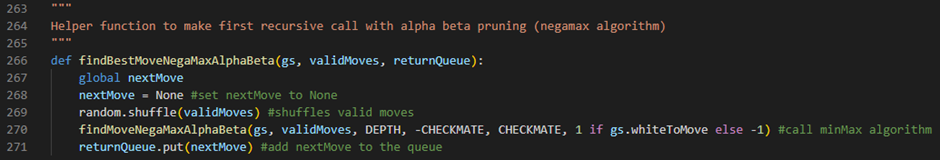 263 """
264 Helper function to make first recursive call with alpha beta pruning (negamax algorithm)
265 """
266 def findBestMoveNegaMaxAlphaBeta(gs, validMoves, returnQueue):
267     global nextMove
268     nextMove = None #set nextMove to None
269     random.shuffle(validMoves) #shuffles valid moves
270     findMoveNegaMaxAlphaBeta(gs, validMoves, DEPTH, -CHECKMATE, CHECKMATE, 1 if gs.whiteToMove else -1) #call minMax algorithm
271     returnQueue.put(nextMove) #add nextMove to the queue